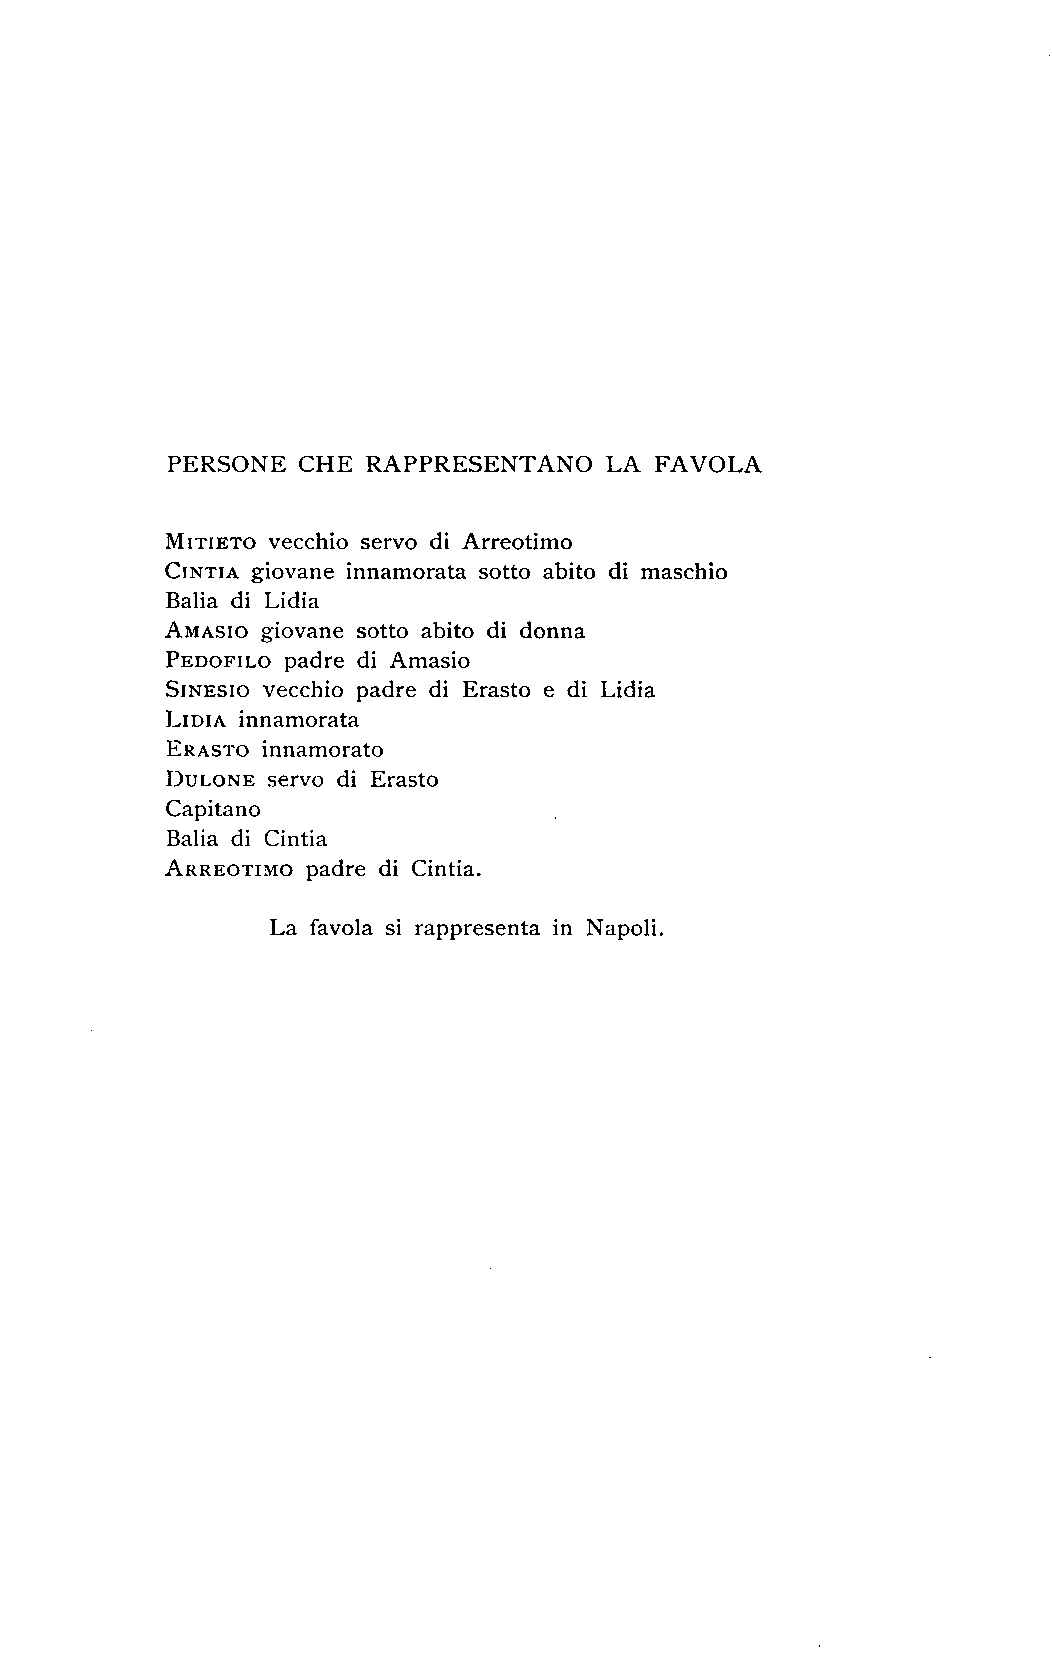 PERSONE CHE RAPPRESENTANO LA FAVOLA
MITIETO vecchio servo di Arreotimo
CINTIA giovane innamorata sotto abito di maschio
Balia di Lidia
AMASIO giovane sotto abito di donna
PEDOFILO padre di Amasio
SINESIO vecchio padre di Erasto e di Lidia
LIDIA innamorata
ERASTO innamorato
DULONE servo di Erasto
Capitano
Balia di Cintia
ARREOTIMO padre di Cintia.
La favola si rappresenta in Napoli.